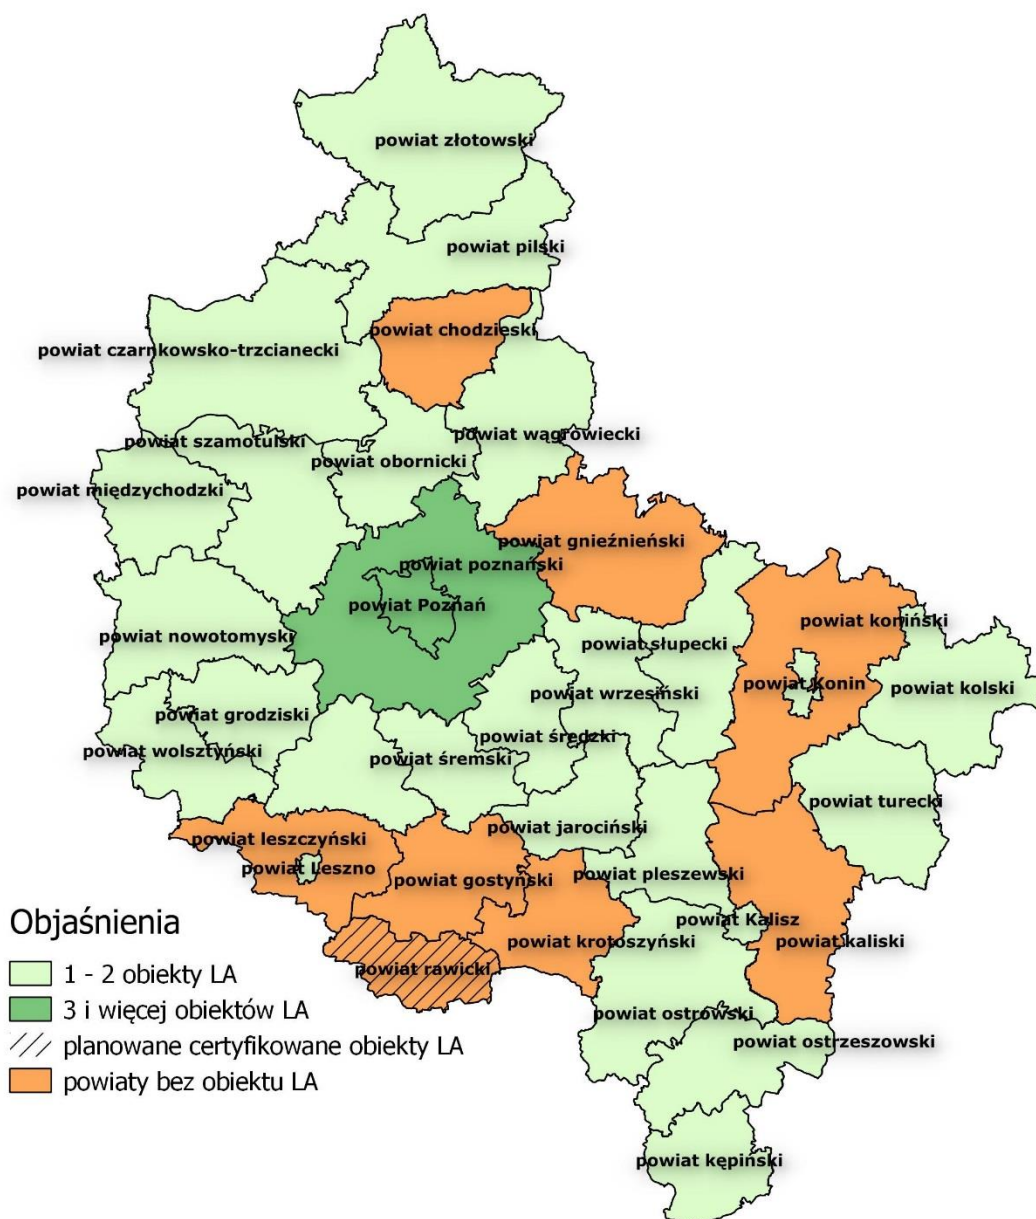 powiat złotowski
powiat pilski
powiat chodzieski
powiat czarnkowsko-trzcianecki
powiat wągrowiecki
powiat szamotulski
powiat obornicki
powiat międzychodzki
powiat gnieźnieński
powiat poznański
powiat Poznań
powiat koniński
powiat nowotomyski
powiat słupecki
powiat Konin
powiat kolski
powiat wrzesiński
powiat grodziski
powiat średzki
powiat wolsztyński
powiat śremski
powiat turecki
powiat jarociński
powiat leszczyński
powiat Leszno
powiat gostyński
powiat pleszewski
powiat Kalisz
powiat krotoszyński
powiat kaliski
powiat rawicki
powiat ostrowski
powiat ostrzeszowski
powiat kępiński
Objaśnienia
1 - 2 obiekty LA
3 i więcej obiektów LA
planowane certyfikowane obiekty LA
powiaty bez obiektu LA